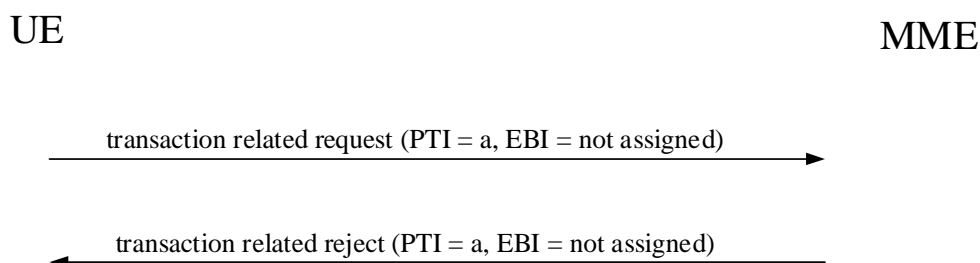 UE
MME
transaction related request (PTI = a, EBI = not assigned)
transaction related reject (PTI = a, EBI = not assigned)